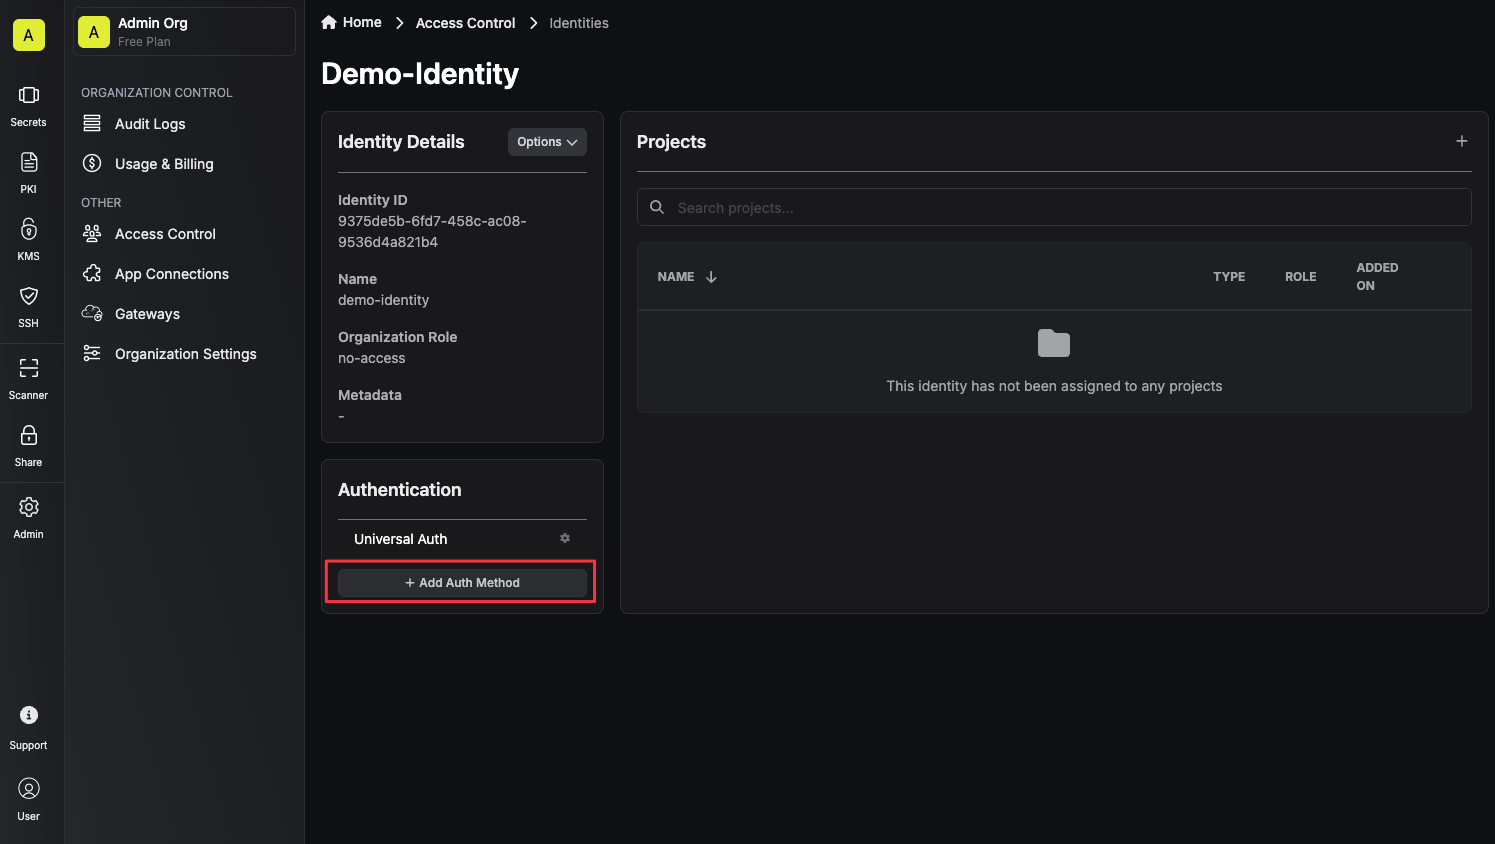 A
Secrets
PKI
KMS
SSH
Scanner
Share
Admin
Support
User
A
Admin Org
Free Plan
ORGANIZATION CONTROL
Audit Logs
Usage & Billing
OTHER
Access Control
App Connections
Gateways
Organization Settings
Home > Access Control > Identities
Demo-Identity
Identity Details
Options
Identity ID
9375de5b-6fd7-458c-ac08-
9536d4a821b4
Name
demo-identity
Organization Role
no-access
Metadata
-
Authentication
Universal Auth
+ Add Auth Method
Projects
+
Search projects...
NAME ↓ TYPE ROLE ADDED
ON
This identity has not been assigned to any projects